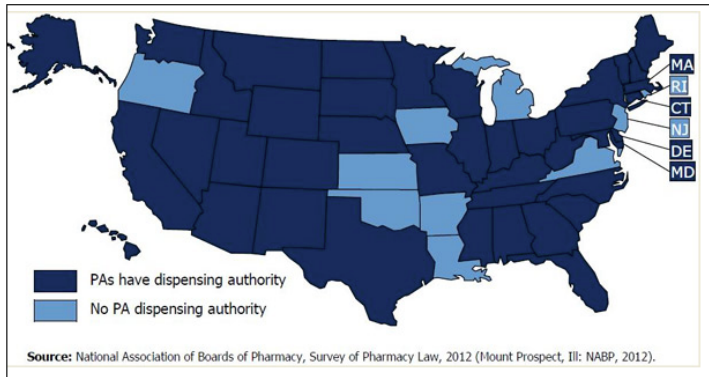 MA
RI
CT
NJ
DE
MD
PAs have dispensing authority
No PA dispensing authority
Source: National Association of Boards of Pharmacy, Survey of Pharmacy Law, 2012 (Mount Prospect, Ill: NABP, 2012).